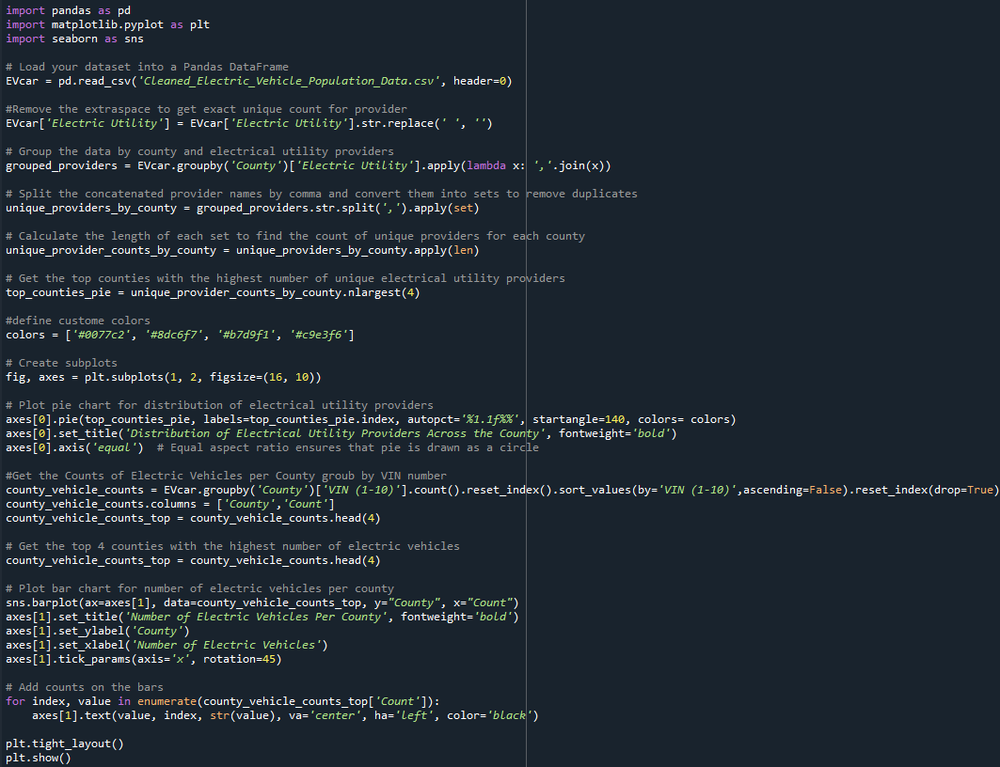 import pandas as pd
import matplotlib.pyplot as plt
import seaborn as sns
# Load your dataset into a Pandas DataFrame
EVcar = pd.read_csv('Cleaned_Electric_Vehicle_Population_Data.csv', header=0)
#Remove the extraspace to get exact unique count for provider
EVcar['Electric Utility'] = EVcar['Electric Utility'].str.replace(' ', '')
# Group the data by county and electrical utility providers
grouped_providers = EVcar.groupby('County')['Electric Utility'].apply(lambda x: ','.join(x))
# Split the concatenated provider names by comma and convert them into sets to remove duplicates
unique_providers_by_county = grouped_providers.str.split(',').apply(set)
# Calculate the length of each set to find the count of unique providers for each county
unique_provider_counts_by_county = unique_providers_by_county.apply(len)
# Get the top counties with the highest number of unique electrical utility providers
top_counties_pie = unique_provider_counts_by_county.nlargest(4)
#define custome colors
colors = ['#0077c2', '#8dc6f7', '#b7d9f1', '#c9e3f6']
# Create subplots
fig, axes = plt.subplots(1, 2, figsize=(16, 10))
# Plot pie chart for distribution of electrical utility providers
axes[0].pie(top_counties_pie, labels=top_counties_pie.index, autopct='%1.1f%%', startangle=140, colors= colors)
axes[0].set_title('Distribution of Electrical Utility Providers Across the County', fontweight='bold')
axes[0].axis('equal')  # Equal aspect ratio ensures that pie is drawn as a circle
#Get the Counts of Electric Vehicles per County groub by VIN number
county_vehicle_counts = EVcar.groupby('County')['VIN (1-10)'].count().reset_index().sort_values(by='VIN (1-10)',ascending=False).reset_index(drop=True)
county_vehicle_counts.columns = ['County','Count']
county_vehicle_counts_top = county_vehicle_counts.head(4)
# Get the top 4 counties with the highest number of electric vehicles
county_vehicle_counts_top = county_vehicle_counts.head(4)
# Plot bar chart for number of electric vehicles per county
sns.barplot(ax=axes[1], data=county_vehicle_counts_top, y="County", x="Count")
axes[1].set_title('Number of Electric Vehicles Per County', fontweight='bold')
axes[1].set_ylabel('County')
axes[1].set_xlabel('Number of Electric Vehicles')
axes[1].tick_params(axis='x', rotation=45)
# Add counts on the bars
for index, value in enumerate(county_vehicle_counts_top['Count']):
    axes[1].text(value, index, str(value), va='center', ha='left', color='black')
plt.tight_layout()
plt.show()